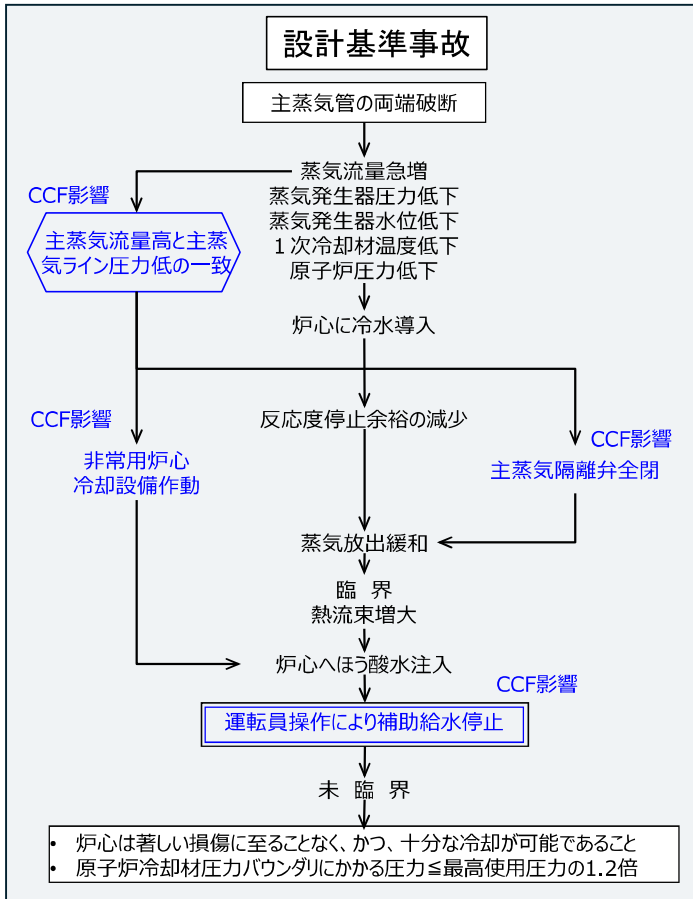 設計基準事故
主蒸気管の両端破断
蒸気流量急増
蒸気発生器圧力低下
蒸気発生器水位低下
１次冷却材温度低下
原子炉圧力低下
CCF影響
主蒸気流量高と主蒸
気ライン圧力低の一致
炉心に冷水導入
CCF影響
非常用炉心
冷却設備作動
反応度停止余裕の減少
CCF影響
主蒸気隔離弁全閉
蒸気放出緩和
臨　界
熱流束増大
炉心へほう酸水注入
CCF影響
運転員操作により補助給水停止
未　臨　界
• 炉心は著しい損傷に至ることなく、かつ、十分な冷却が可能であること
• 原子炉冷却材圧力バウンダリにかかる圧力≦最高使用圧力の1.2倍